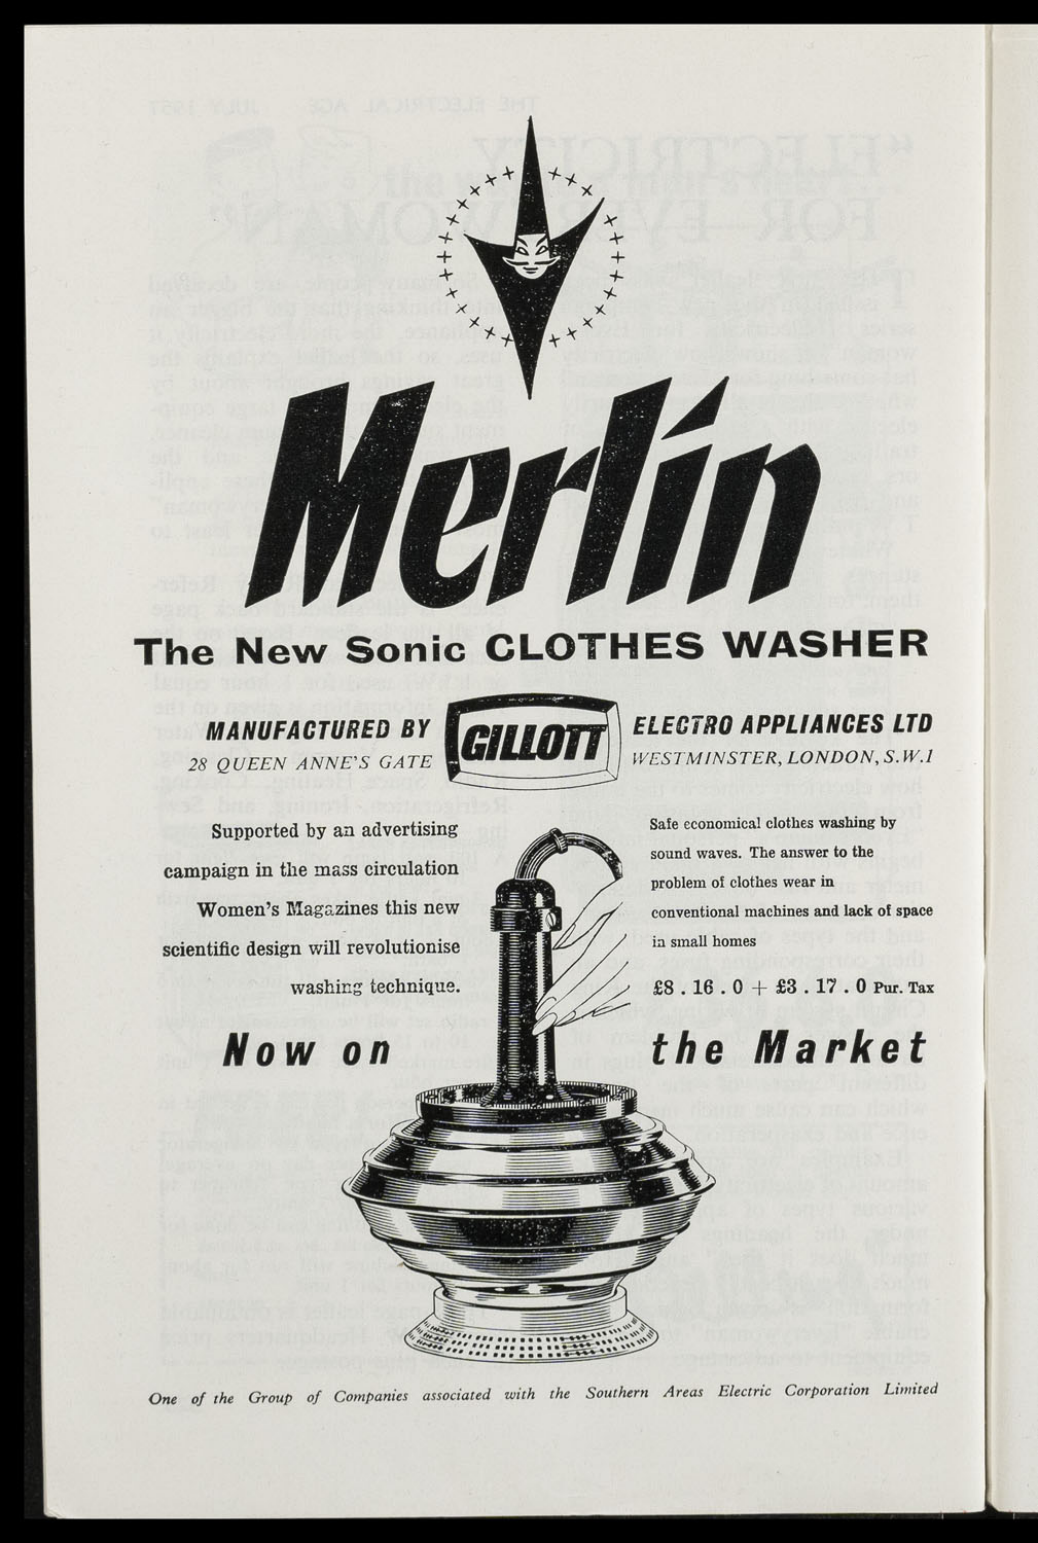 Merlin
The New Sonic CLOTHES WASHER
MANUFACTURED BY
28 QUEEN ANNE'S GATE
GILLOTT
ELECTRO APPLIANCES LTD
WESTMINSTER, LONDON, S.W.1
Supported by an advertising
campaign in the mass circulation
Women's Magazines this new
scientific design will revolutionise
washing technique.
Safe economical clothes washing by
sound waves. The answer to the
problem of clothes wear in
conventional machines and lack of space
in small homes
£8 . 16 . 0 + £3 . 17 . 0 Pur. Tax
Now on
the Market
One of the Group of Companies associated with the Southern Areas Electric Corporation Limited